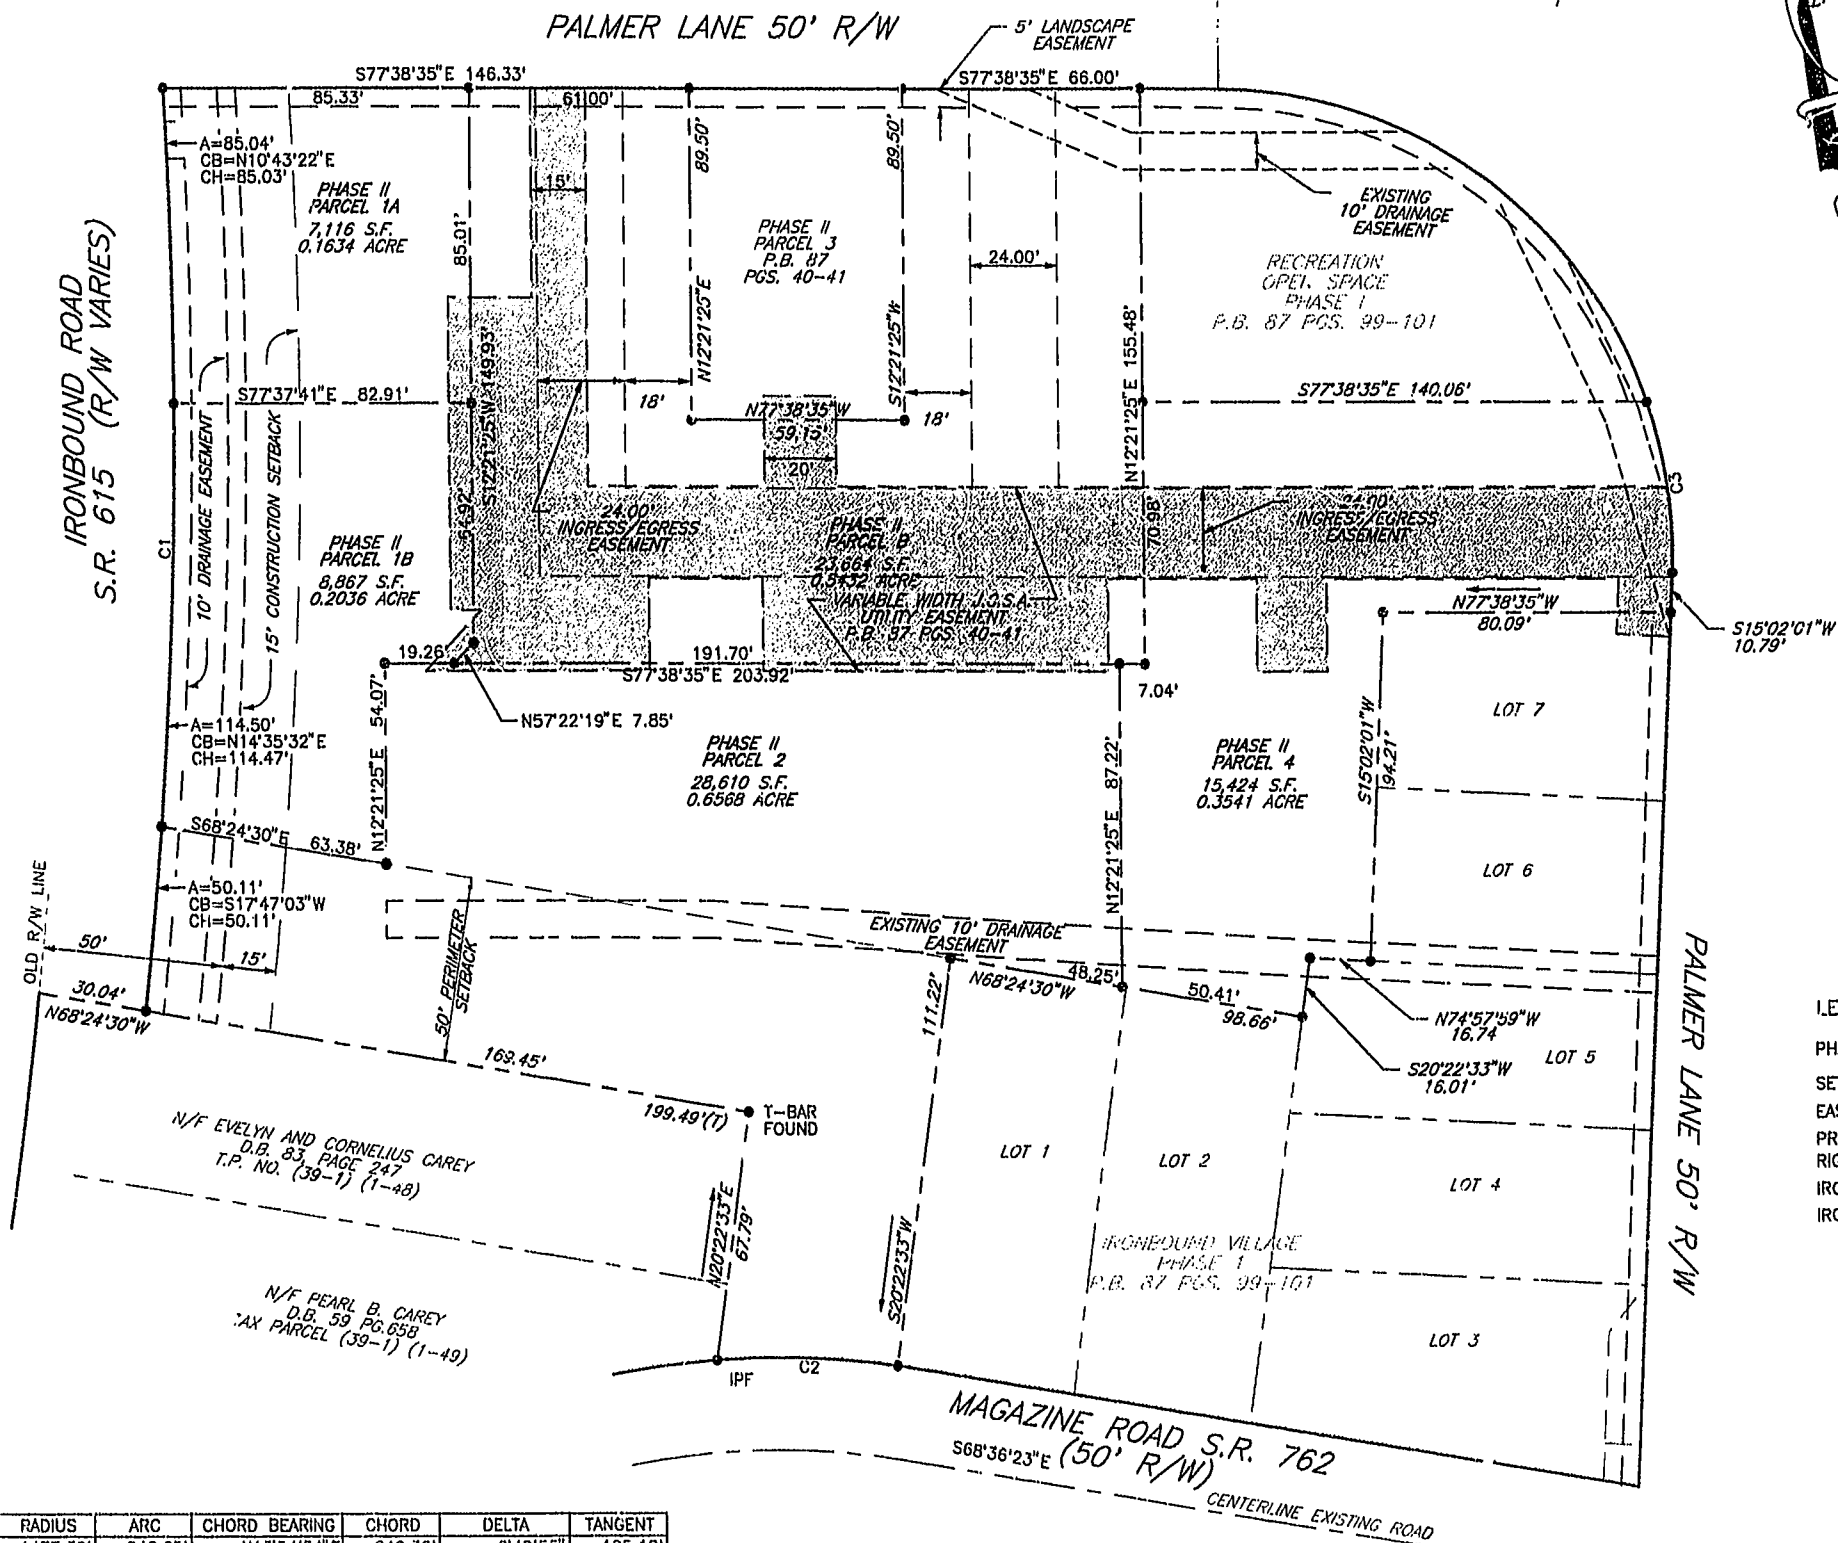 PALMER LANE 50' R/W
5' LANDSCAPE
EASEMENT
S77°38'35"E 146.33'
S77°38'35"E 66.00'
85.33'
61.00'
A=85.04'
CB=N10°43'22"E
CH=85.03'
PHASE II
PARCEL 1A
7,116 S.F.
0.1634 ACRE
85.01'
15'
89.50'
89.50'
PHASE II
PARCEL 3
P.B. 87
PGS. 40-41
24.00'
EXISTING
10' DRAINAGE
EASEMENT
RECREATION
OPEN SPACE
PHASE I
P.B. 87 PGS. 99-101
IRONBOUND ROAD
S.R. 615 (R/W VARIES)
N12°21'25"E
S12°21'25"W
N12°21'25"E 155.48'
S77°37'41"E 82.91'
S12°21'25"W 149.93'
18'
N77°38'35"W
59.15'
18'
20'
S77°38'35"E 140.06'
10' DRAINAGE EASEMENT
15' CONSTRUCTION SETBACK
C1
PHASE II
PARCEL 1B
8,867 S.F.
0.2036 ACRE
54.92'
24.00'
INGRESS/EGRESS
EASEMENT
PHASE II
PARCEL B
23,664 S.F.
0.5432 ACRE
VARIABLE WIDTH J.C.S.A.
UTILITY EASEMENT
P.B. 87 PGS. 40-41
70.98'
24.00'
INGRESS/EGRESS
EASEMENT
N77°38'35"W
80.09'
S15°02'01"W
10.79'
19.26'
191.70'
S77°38'35"E 203.92'
7.04'
N57°22'19"E 7.85'
N12°21'25"E 54.07'
A=114.50'
CB=N14°35'32"E
CH=114.47'
PHASE II
PARCEL 2
28,610 S.F.
0.6568 ACRE
N12°21'25"E 87.22'
PHASE II
PARCEL 4
15,424 S.F.
0.3541 ACRE
S15°02'01"W
94.21'
LOT 7
LOT 6
S68°24'30"E 63.38'
A=50.11'
CB=S17°47'03"W
CH=50.11'
OLD R/W LINE
50'
15'
30.04'
N68°24'30"W
50' PERIMETER
SETBACK
EXISTING 10' DRAINAGE
EASEMENT
111.22'
N68°24'30"W
48.25'
50.41'
98.66'
N74°57'59"W
16.74
S20°22'33"W
16.01'
LOT 5
PALMER LANE 50' R/W
169.45'
199.49'(T)
T-BAR
FOUND
N/F EVELYN AND CORNELIUS CAREY
D.B. 83, PAGE 247
T.P. NO. (39-1) (1-48)
LOT 1
LOT 2
LOT 4
N20°22'33"E
67.79'
S20°22'33"W
IRONBOUND VILLAGE
PHASE 1
P.B. 87 PGS. 99-101
N/F PEARL B. CAREY
D.B. 59 PG.658
AX PARCEL (39-1) (1-49)
LOT 3
IPF
C2
MAGAZINE ROAD S.R. 762
S68°36'23"E (50' R/W)
CENTERLINE EXISTING ROAD
RADIUS ARC CHORD BEARING CHORD DELTA TANGENT